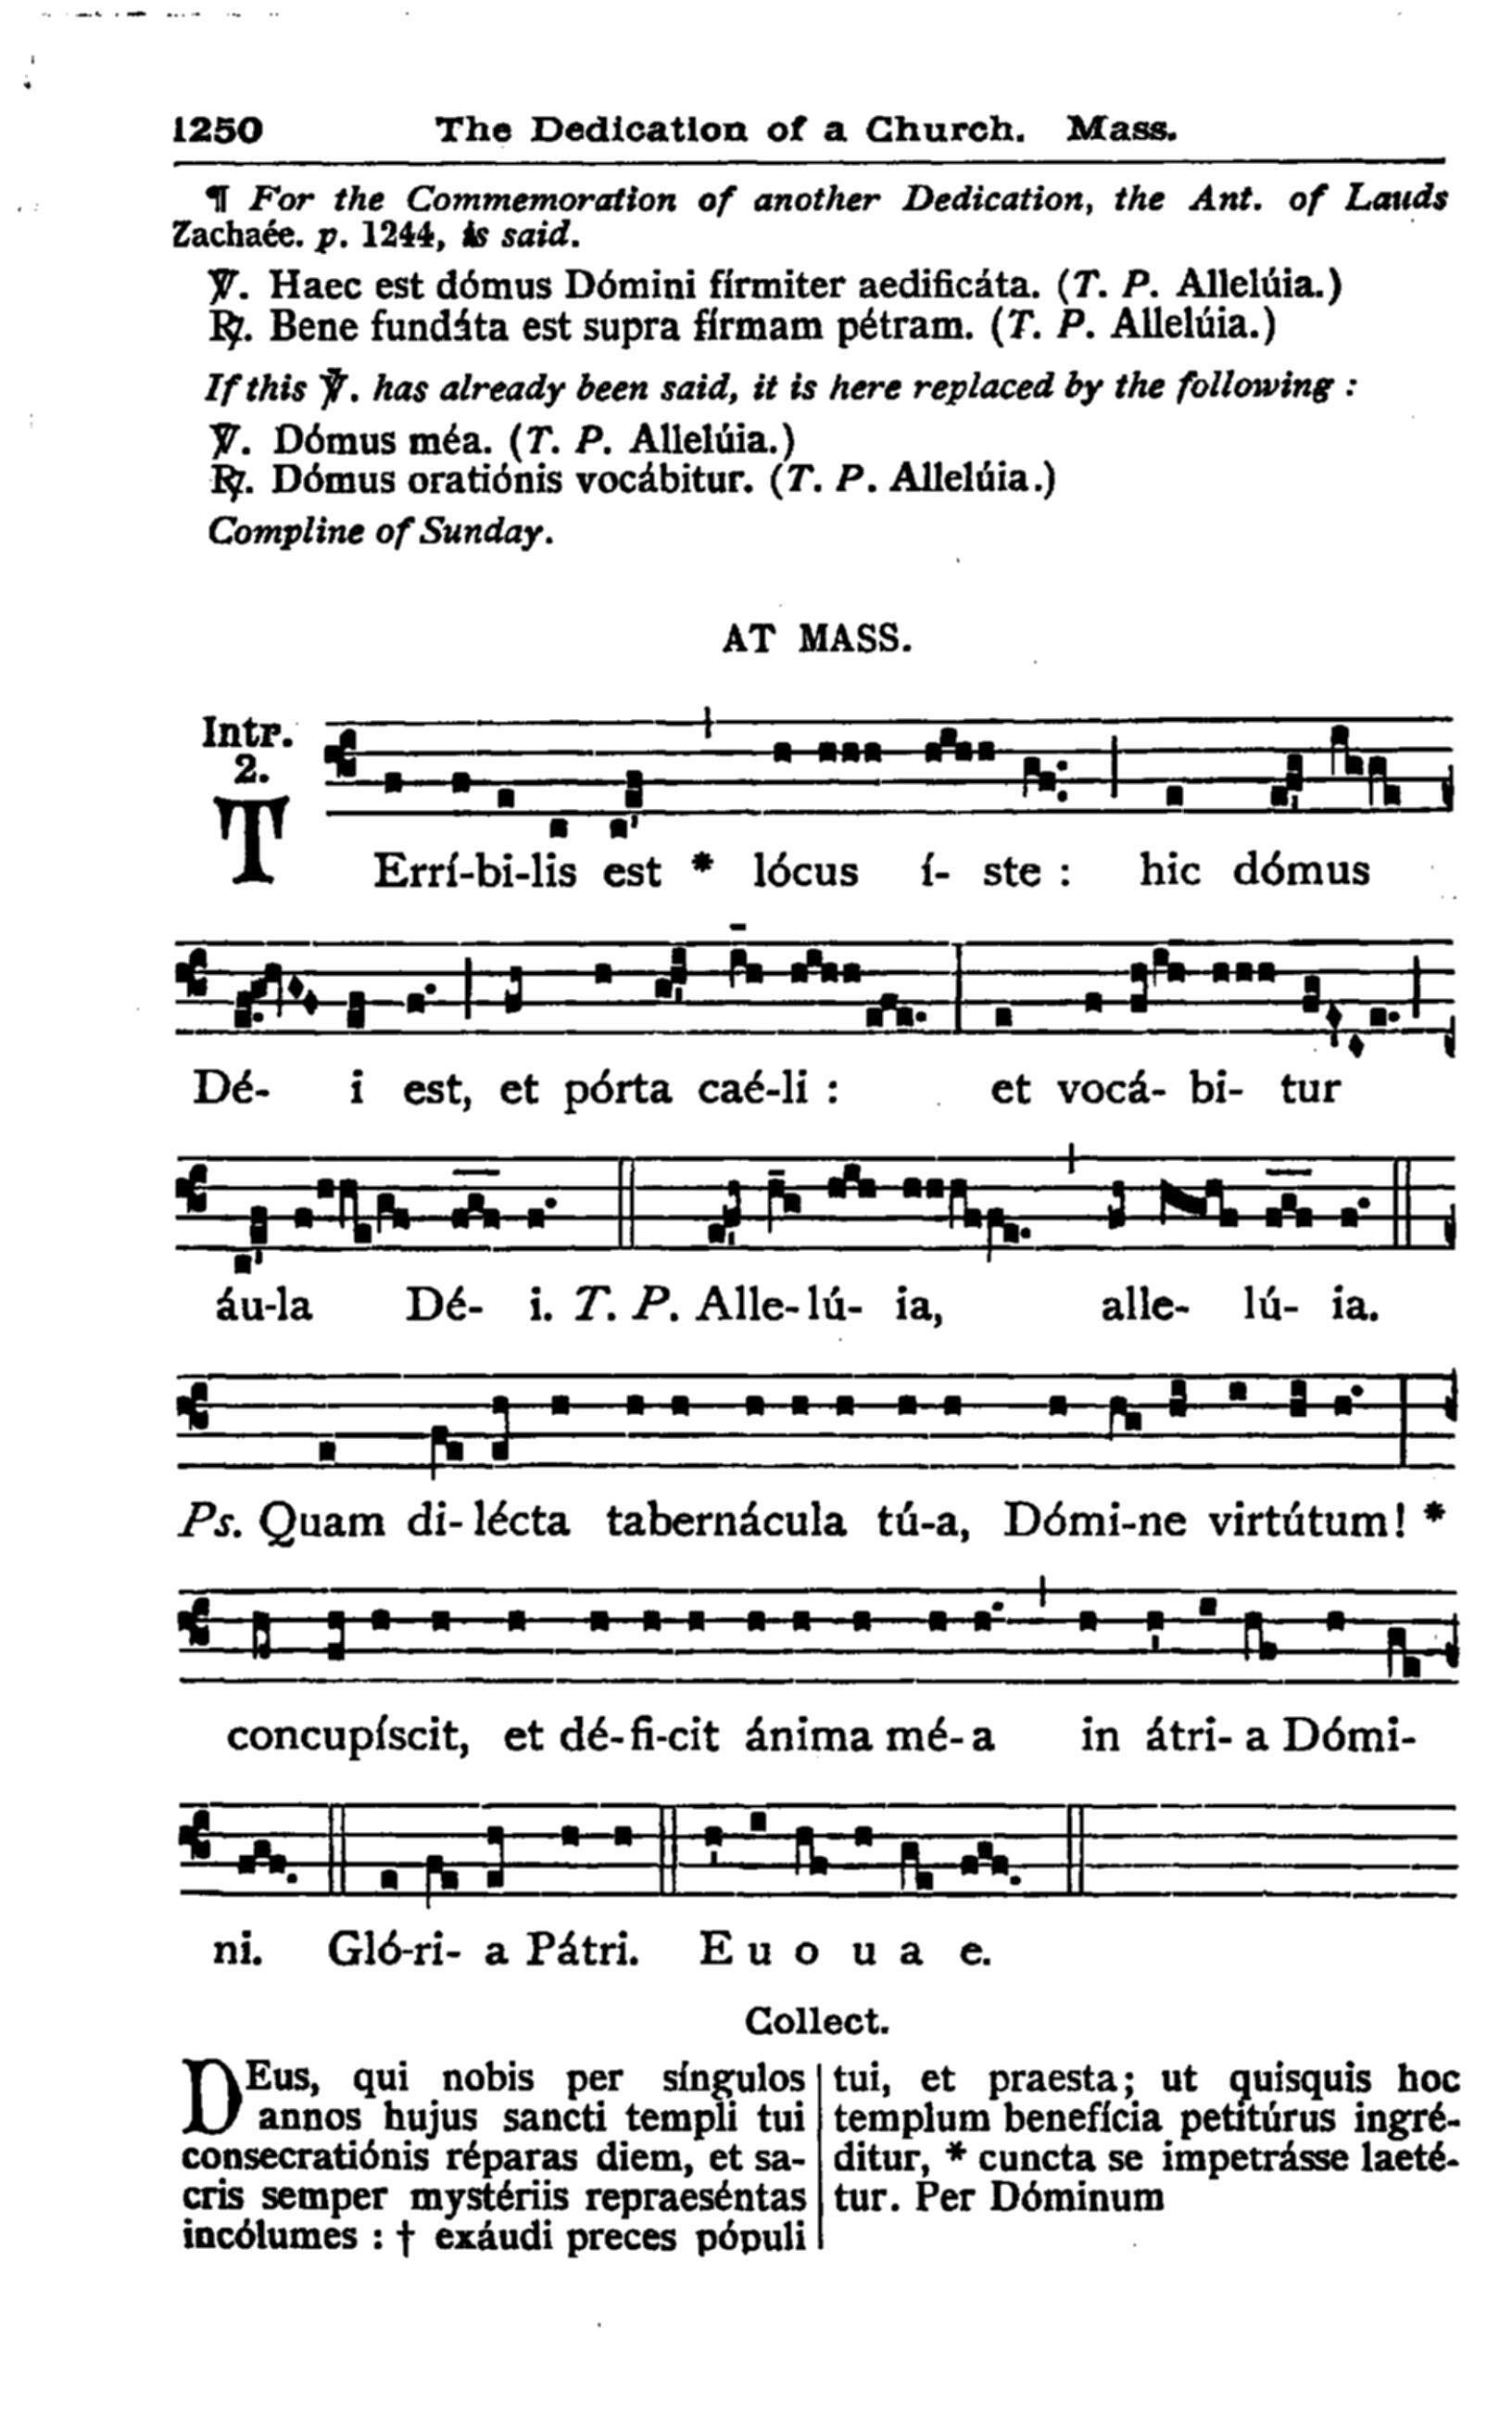 1250 The Dedication of a Church. Mass.
¶ For the Commemoration of another Dedication, the Ant. of Lauds
Zachaée. p. 1244, is said.
℣. Haec est dómus Dómini fírmiter aedificáta. (T. P. Allelúia.)
℟. Bene fundáta est supra fírmam pétram. (T. P. Allelúia.)
If this ℣. has already been said, it is here replaced by the following :
℣. Dómus méa. (T. P. Allelúia.)
℟. Dómus oratiónis vocábitur. (T. P. Allelúia.)
Compline of Sunday.
AT MASS.
Intr.
2.
TErrí-bi-lis est * lócus í- ste : hic dómus
Dé- i est, et pórta caé-li : et vocá- bi- tur
áu-la Dé- i. T. P. Alle-lú- ia, alle- lú- ia.
Ps. Quam di-lécta tabernácula tú-a, Dómi-ne virtútum! *
concupíscit, et dé-fi-cit ánima mé-a in átri- a Dómi-
ni. Gló-ri- a Pátri. E u o u a e.
Collect.
DEus, qui nobis per síngulos
annos hujus sancti templi tui
consecratiónis réparas diem, et sa-
cris semper mystériis repraeséntas
incólumes : † exáudi preces pópuli
tui, et praesta; ut quisquis hoc
templum benefícia petitúrus ingré-
ditur, * cuncta se impetrásse laeté-
tur. Per Dóminum